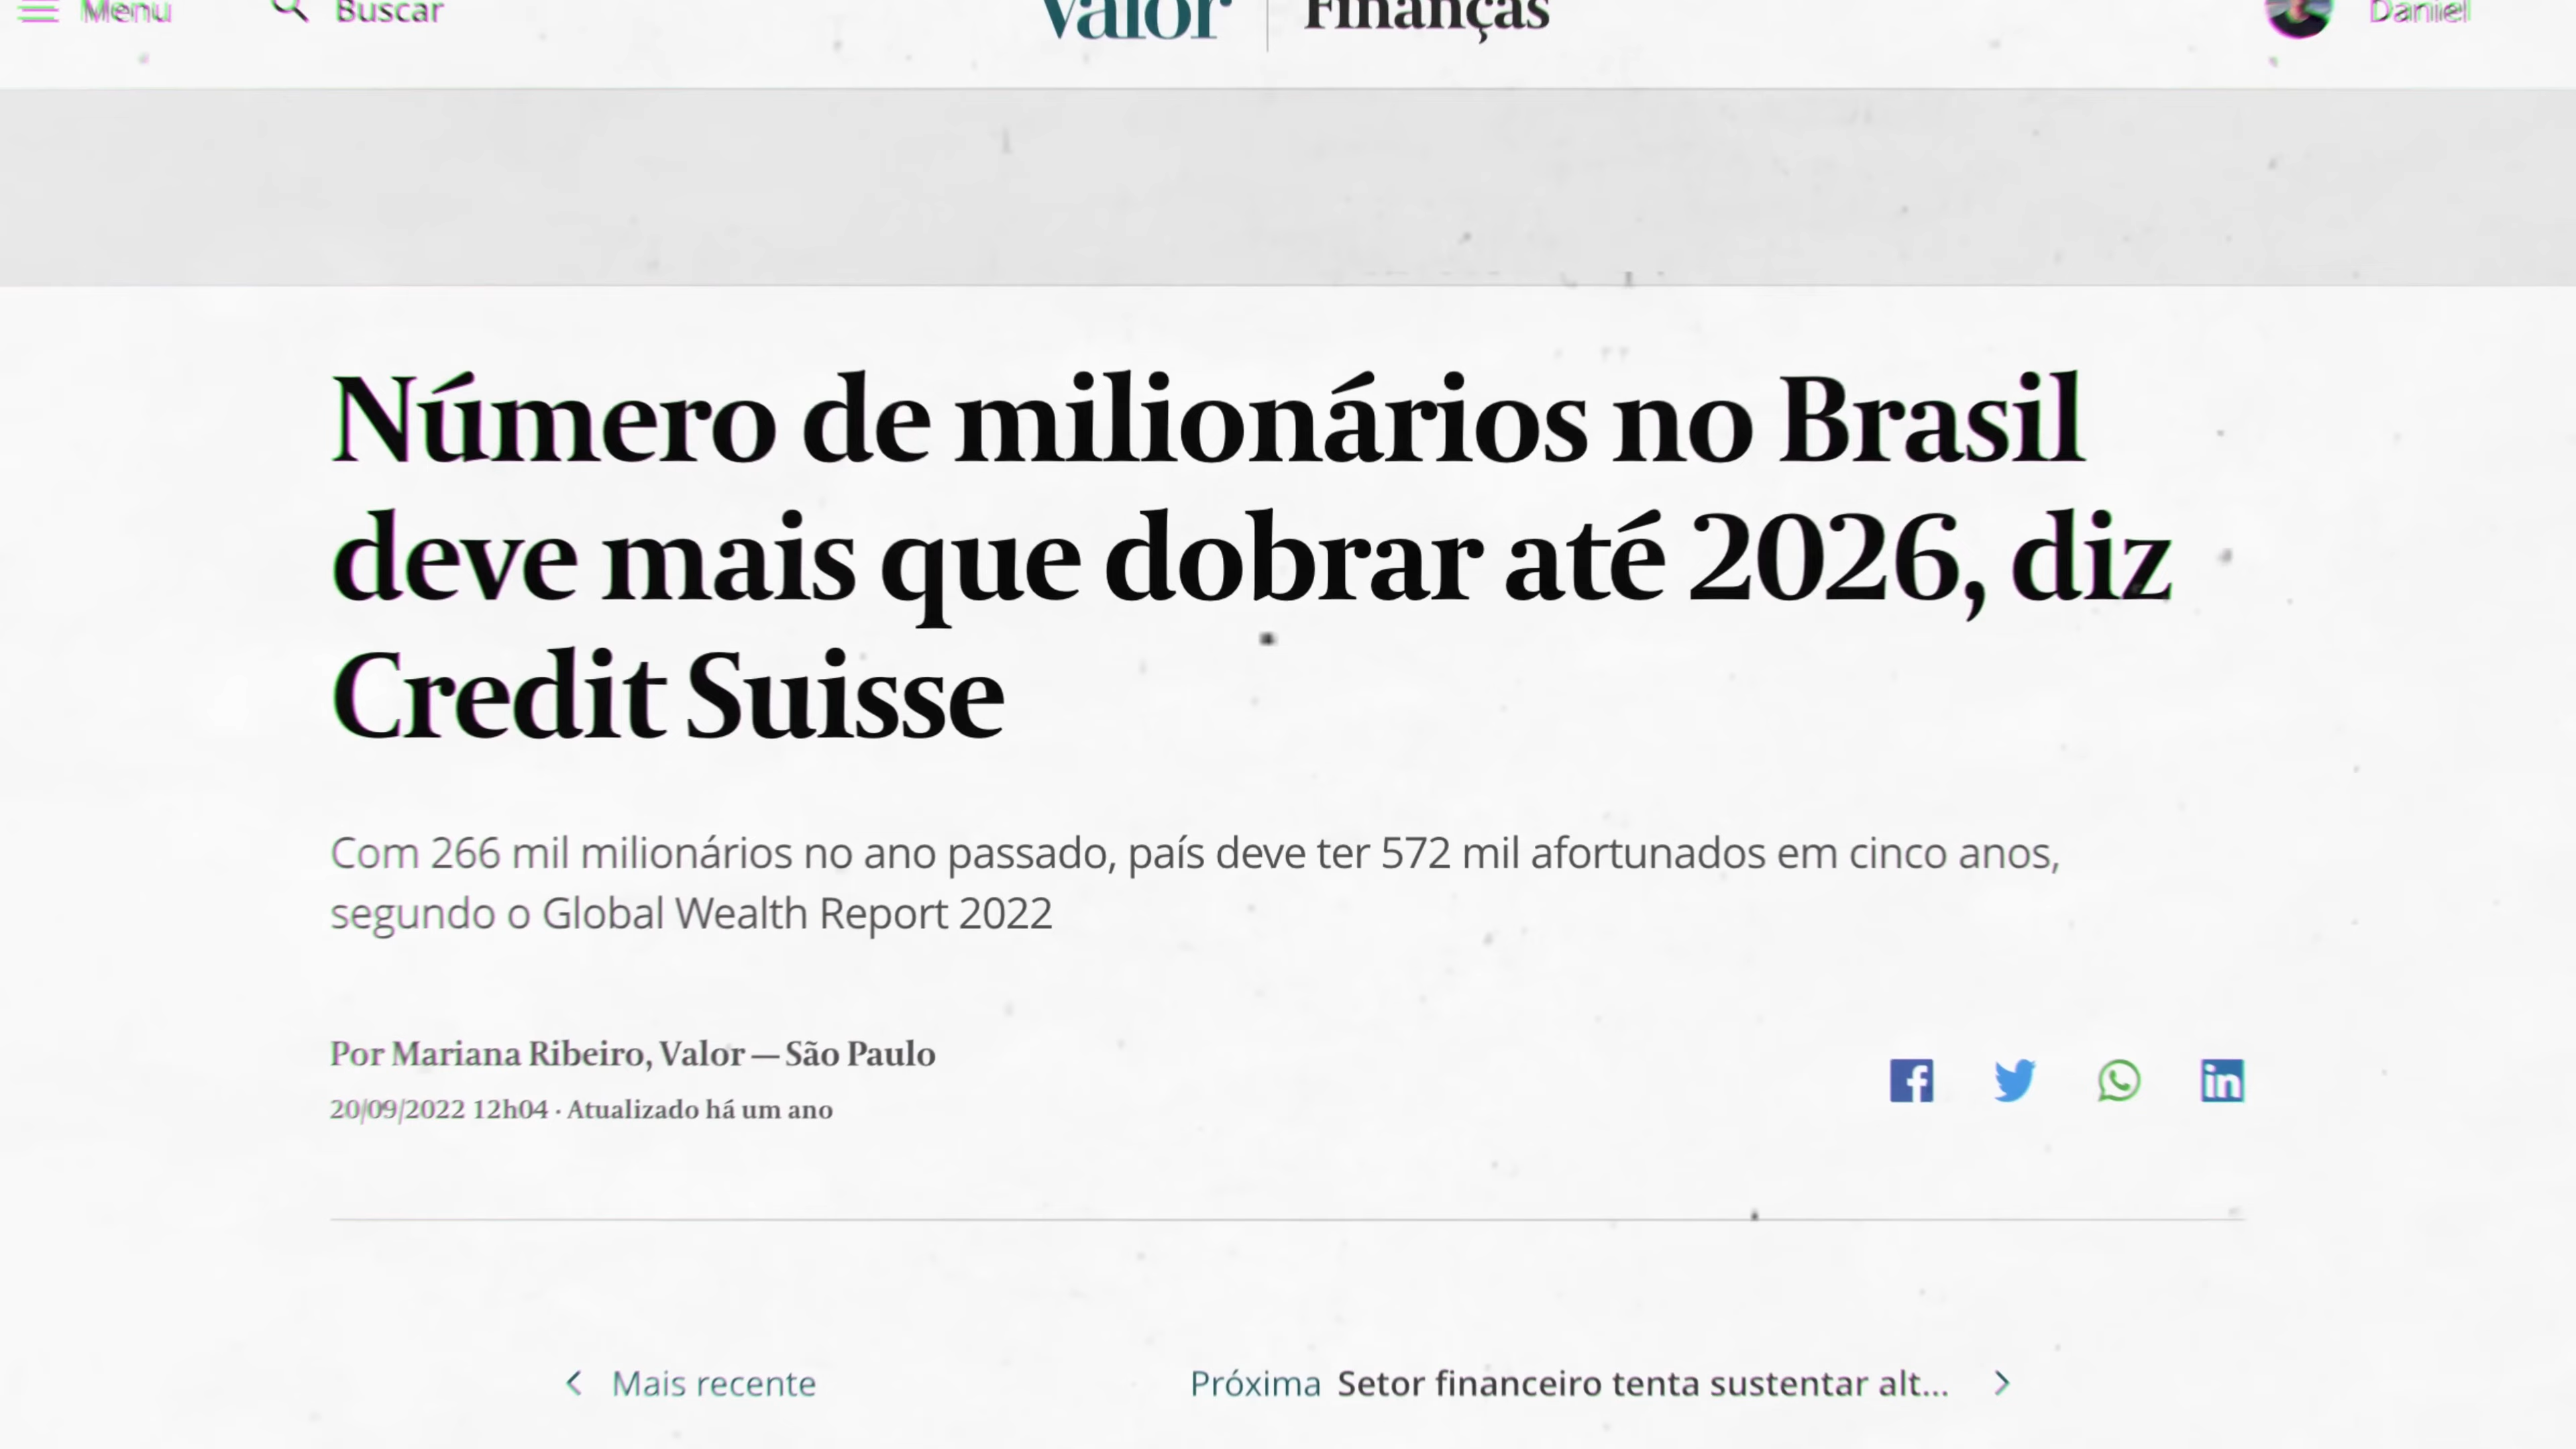 Menu
Buscar
Valor
Finanças
Daniel
Número de milionários no Brasil
deve mais que dobrar até 2026, diz
Credit Suisse
Com 266 mil milionários no ano passado, país deve ter 572 mil afortunados em cinco anos,
segundo o Global Wealth Report 2022
Por Mariana Ribeiro, Valor — São Paulo
20/09/2022 12h04 · Atualizado há um ano
Mais recente
Próxima Setor financeiro tenta sustentar alt...